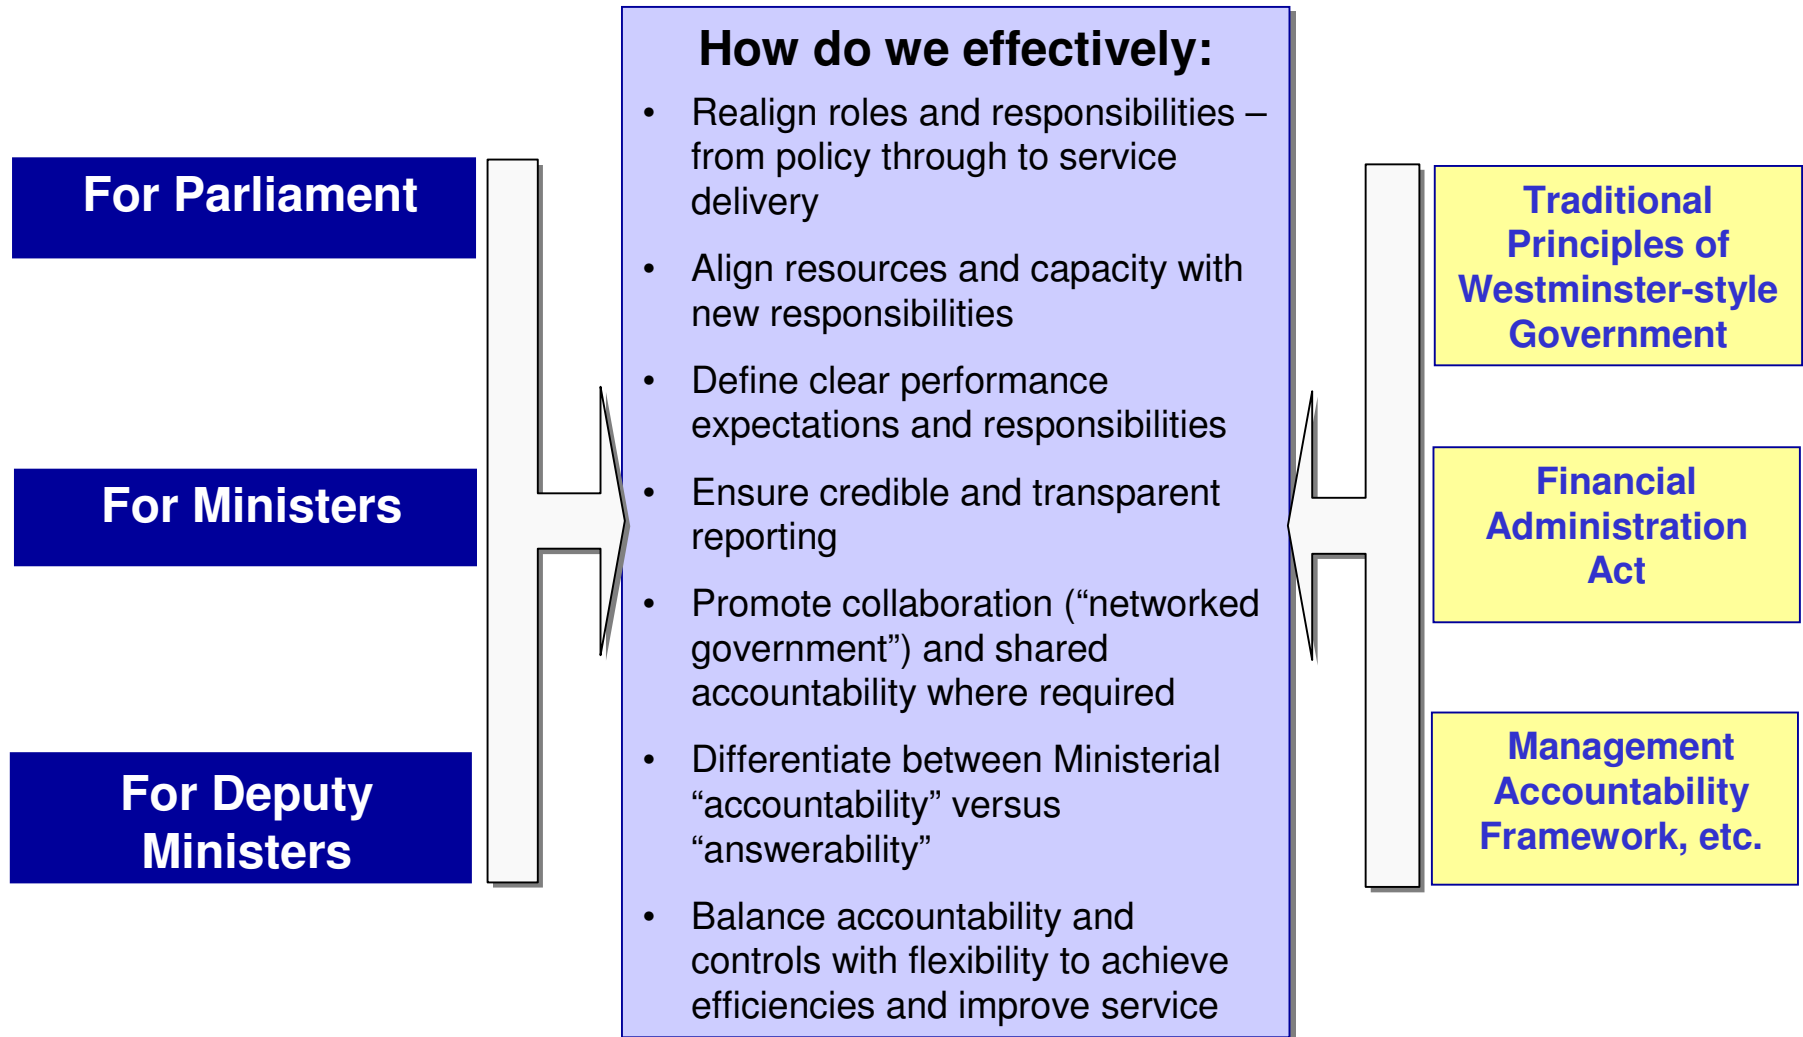 How do we effectively:
• Realign roles and responsibilities –
from policy through to service
delivery
• Align resources and capacity with
new responsibilities
• Define clear performance
expectations and responsibilities
• Ensure credible and transparent
reporting
• Promote collaboration (“networked
government”) and shared
accountability where required
• Differentiate between Ministerial
“accountability” versus
“answerability”
• Balance accountability and
controls with flexibility to achieve
efficiencies and improve service
For Parliament
For Ministers
For Deputy
Ministers
Traditional
Principles of
Westminster-style
Government
Financial
Administration
Act
Management
Accountability
Framework, etc.